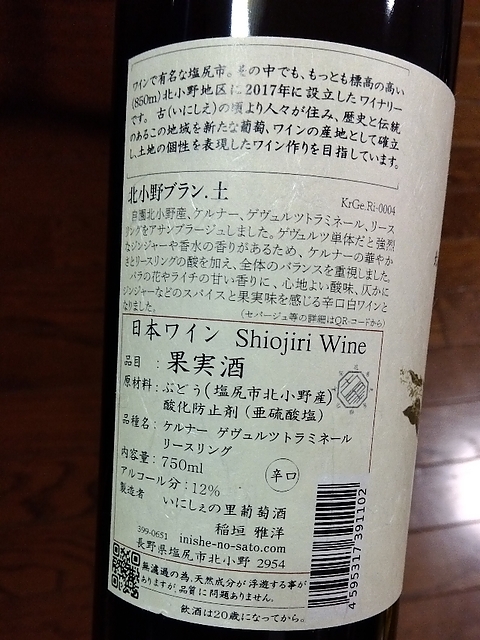 ワインで有名な塩尻市。その中でも、もっとも標高の高い
(850m)北小野地区に2017年に設立したワイナリー
です。 古(いにしえ)の頃より人々が住み、歴史と伝統
のあるこの地域を新たな葡萄、ワインの産地として確立
し、土地の個性を表現したワイン作りを目指しています。
北小野ブラン.土
KrGe.Ri-0004
自園北小野産、ケルナー、ゲヴュルツトラミネール、リース
リングをアサンブラージュしました。ゲヴュルツ単体だと強烈
なジンジャーや香水の香りがあるため、ケルナーの華やか
さとリースリングの酸を加え、全体のバランスを重視しました。
バラの花やライチの甘い香りに、心地よい酸味、仄かに
ジンジャーなどのスパイスと果実味を感じる辛口白ワインと
なりました。
(セパージュ等の詳細はQRコードから)
日本ワイン Shiojiri Wine
品目 : 果実酒
原材料: ぶどう(塩尻市北小野産)
酸化防止剤(亜硫酸塩)
品種名: ケルナー ゲヴュルツトラミネール
リースリング
内容量: 750ml
アルコール分: 12%
辛口
製造者 いにしぇの里葡萄酒
稲垣 雅洋
399-0651 inishe-no-sato.com
長野県塩尻市北小野 2954
無濾過の為、天然成分が浮遊する事が
ありますが、品質に問題ありません。
飲酒は20歳になってから。
4 595317 391102